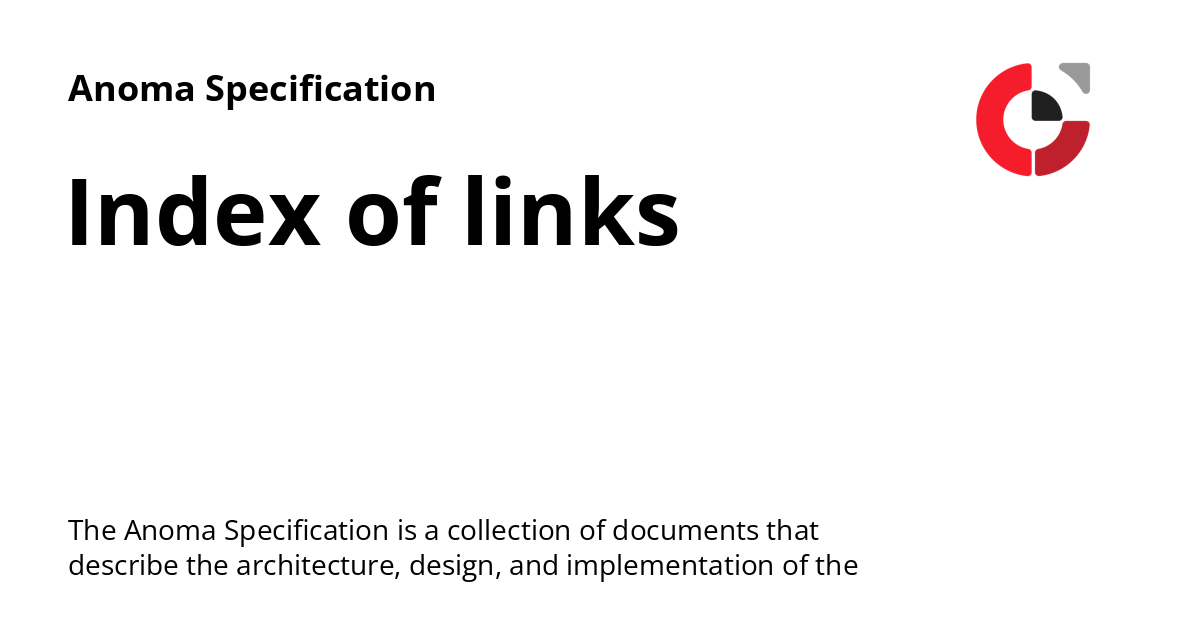 Anoma Specification
Index of links
The Anoma Specification is a collection of documents that
describe the architecture, design, and implementation of the